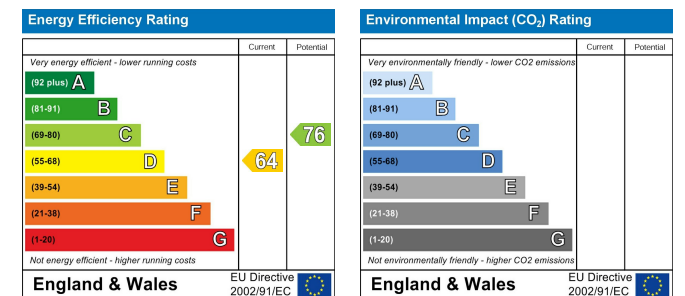 Energy Efficiency Rating
Current Potential
Very energy efficient - lower running costs
(92 plus) A
(81-91) B
(69-80) C
76
(55-68) D
64
(39-54) E
(21-38) F
(1-20) G
Not energy efficient - higher running costs
England & Wales
EU Directive
2002/91/EC
Environmental Impact (CO2) Rating
Current Potential
Very environmentally friendly - lower CO2 emissions
(92 plus) A
(81-91) B
(69-80) C
(55-68) D
(39-54) E
(21-38) F
(1-20) G
Not environmentally friendly - higher CO2 emissions
England & Wales
EU Directive
2002/91/EC